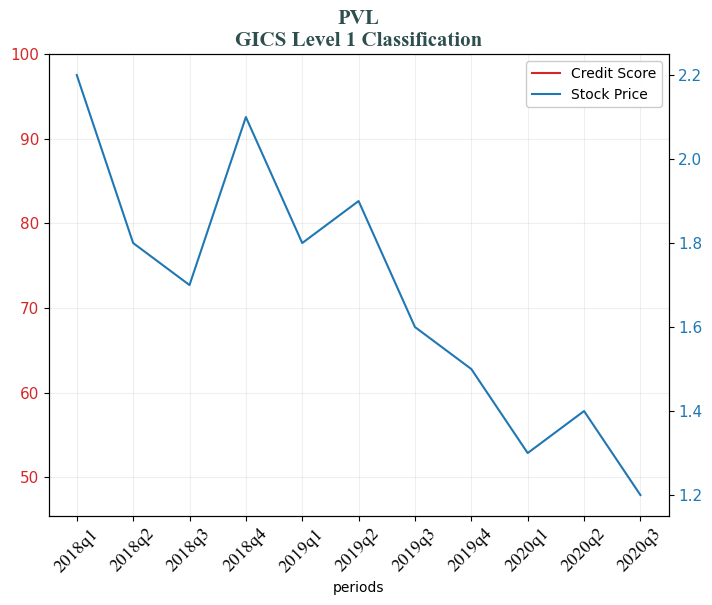 PVL
GICS Level 1 Classification
Credit Score
Stock Price
100
90
80
70
60
50
2.2
2.0
1.8
1.6
1.4
1.2
2018q1
2018q2
2018q3
2018q4
2019q1
2019q2
2019q3
2019q4
2020q1
2020q2
2020q3
periods